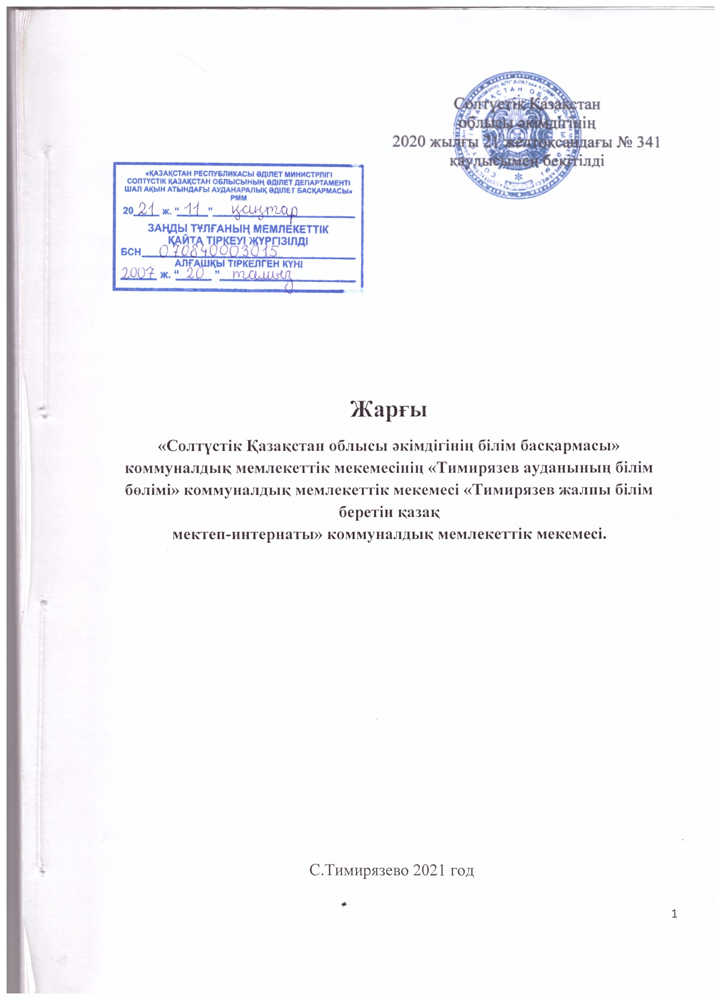 Солтүстік Қазақстан
облысы әкімдігінің
2020 жылғы 21 желтоқсандағы № 341
қаулысымен бекітілді
«ҚАЗАҚСТАН РЕСПУБЛИКАСЫ ӘДІЛЕТ МИНИСТРЛІГІ
СОЛТҮСТІК ҚАЗАҚСТАН ОБЛЫСЫНЫҢ ӘДІЛЕТ ДЕПАРТАМЕНТІ
ШАЛ АҚЫН АТЫНДАҒЫ АУДАНАРАЛЫҚ ӘДІЛЕТ БАСҚАРМАСЫ»
РММ
2021 ж. “11” қаңтар
ЗАҢДЫ ТҰЛҒАНЫҢ МЕМЛЕКЕТТІК
ҚАЙТА ТІРКЕУІ ЖҮРГІЗІЛДІ
БСН 070840003015
АЛҒАШҚЫ ТІРКЕЛГЕН КҮНІ
2007 ж. “20” тамыз
Жарғы
«Солтүстік Қазақстан облысы әкімдігінің білім басқармасы»
коммуналдық мемлекеттік мекемесінің «Тимирязев ауданының білім
бөлімі» коммуналдық мемлекеттік мекемесі «Тимирязев жалпы білім
беретін қазақ
мектеп-интернаты» коммуналдық мемлекеттік мекемесі.
С.Тимирязево 2021 год
1